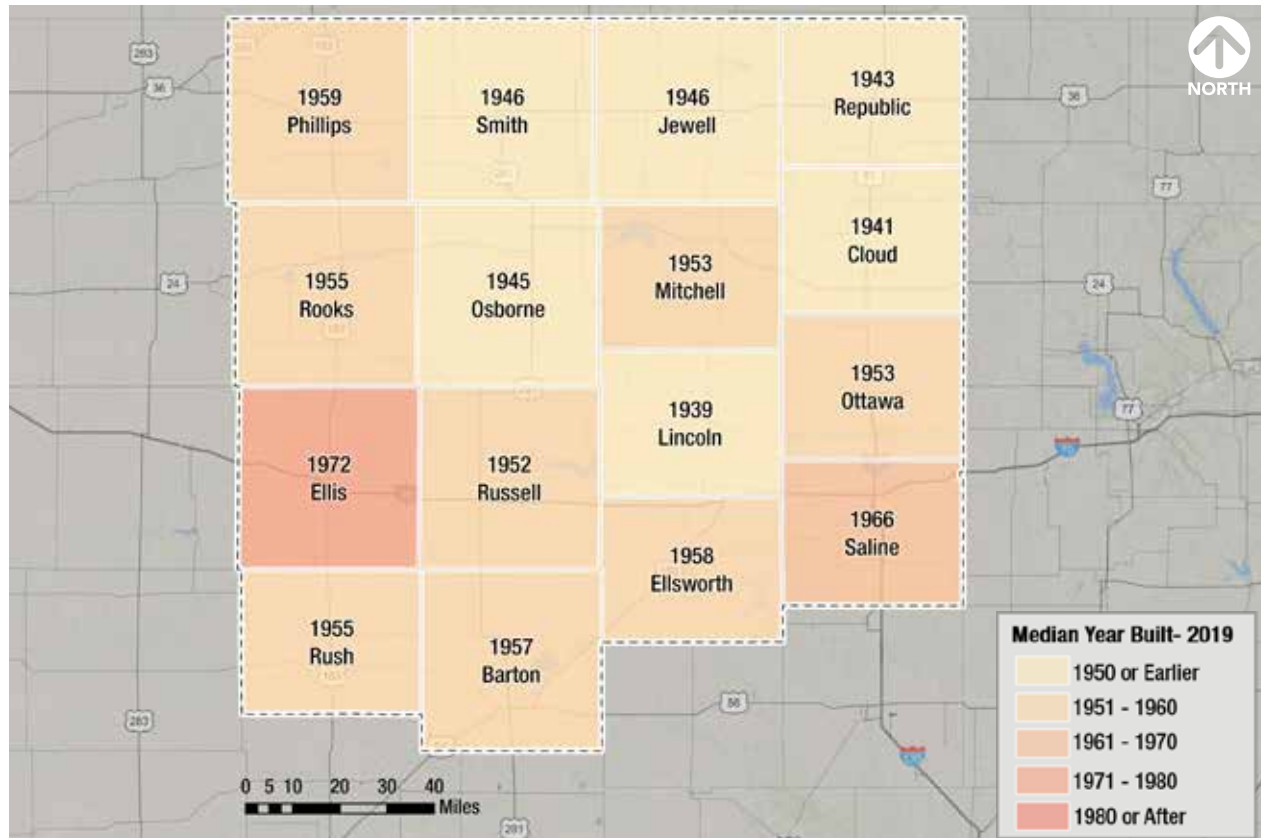 NORTH
283
36
36
77
24
24
77
283
56
281
1959
Phillips
1946
Smith
1946
Jewell
1943
Republic
1955
Rooks
1945
Osborne
1953
Mitchell
1941
Cloud
1972
Ellis
1952
Russell
1939
Lincoln
1953
Ottawa
1955
Rush
1957
Barton
1958
Ellsworth
1966
Saline
0 5 10 20 30 40
Miles
Median Year Built- 2019
1950 or Earlier
1951 - 1960
1961 - 1970
1971 - 1980
1980 or After